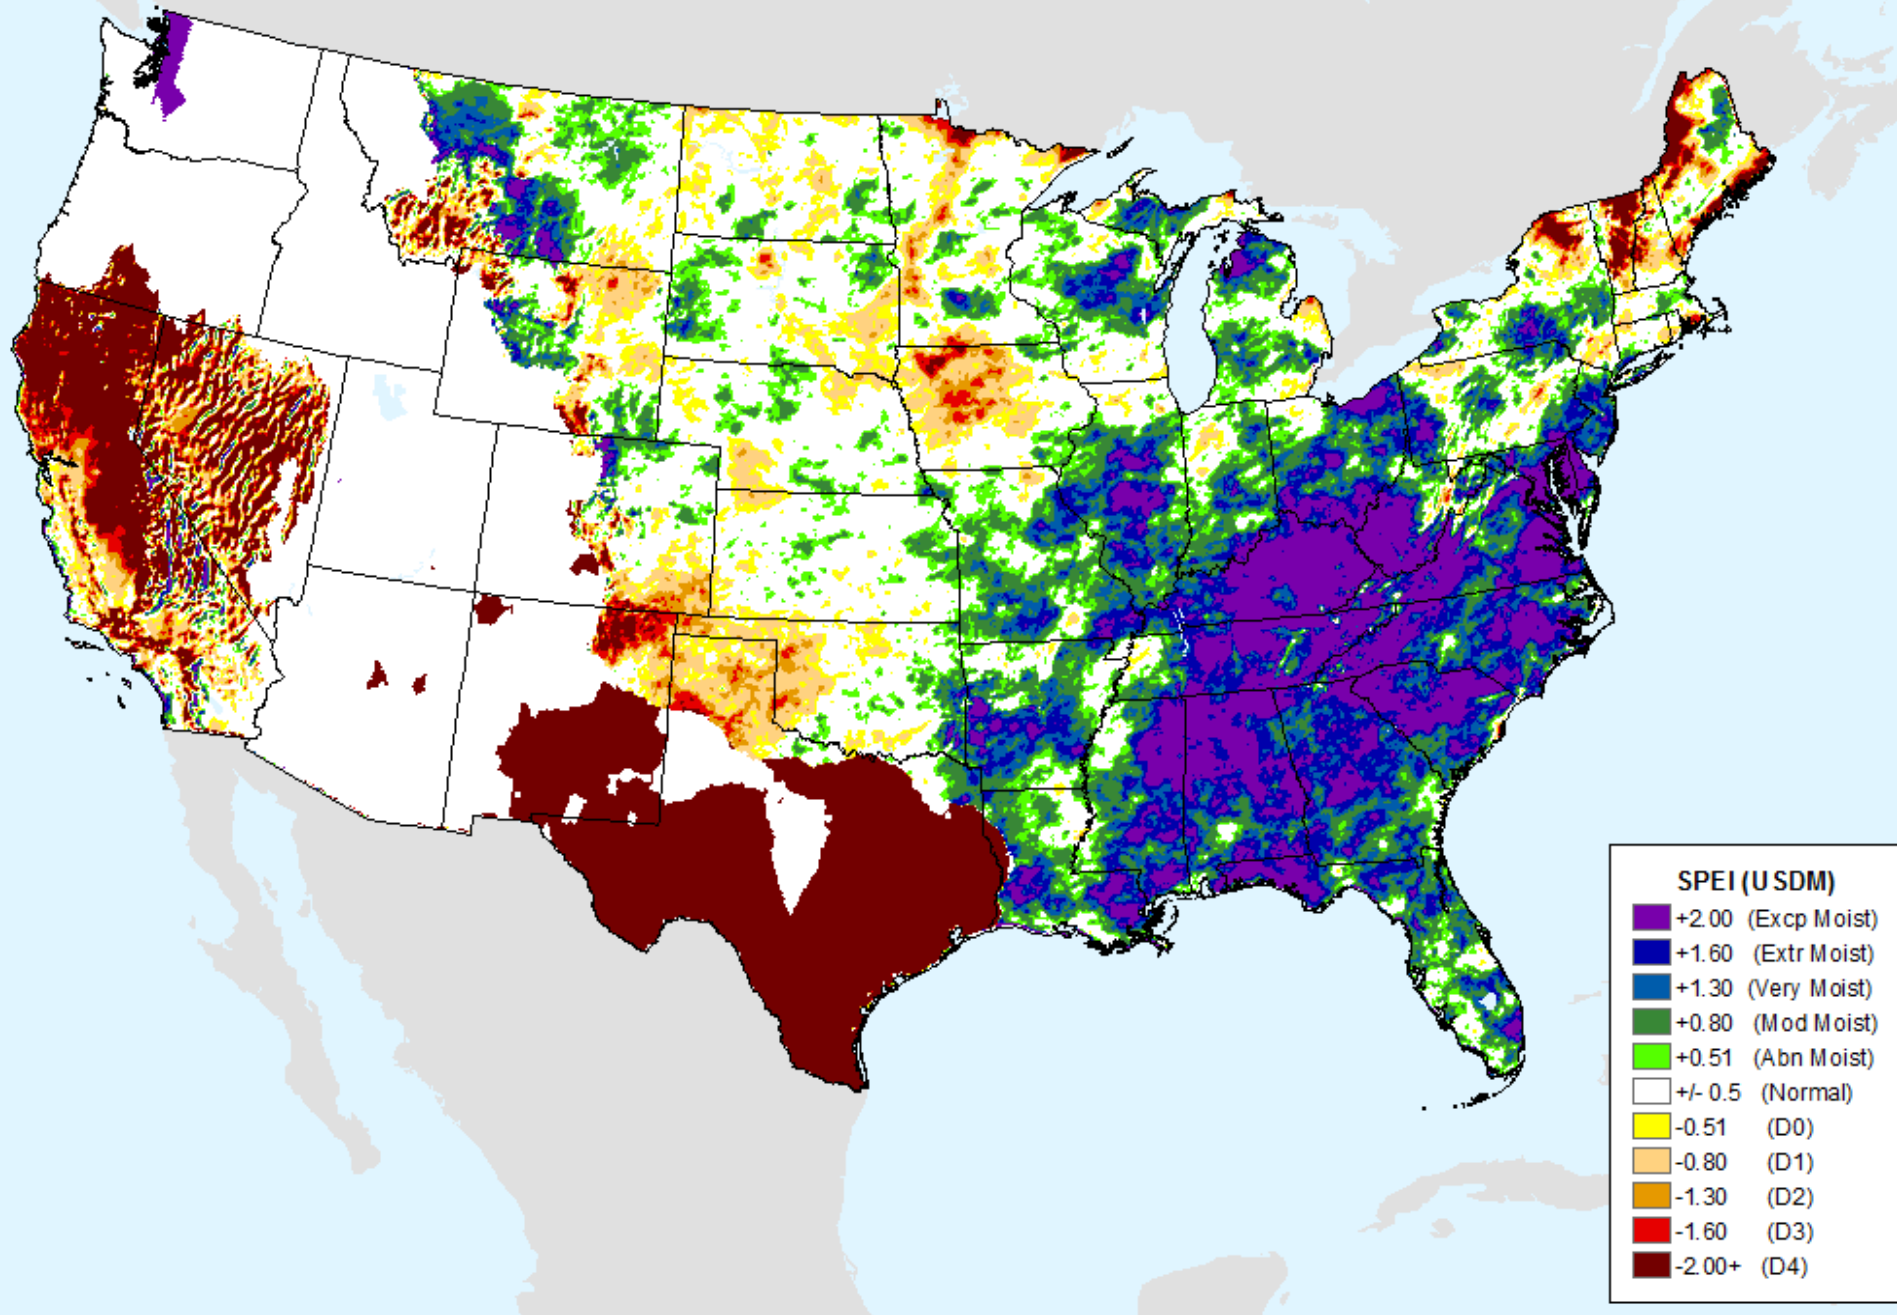 SPEI (USDM)
+2.00 (Excp Moist)
+1.60 (Extr Moist)
+1.30 (Very Moist)
+0.80 (Mod Moist)
+0.51 (Abn Moist)
+/- 0.5 (Normal)
-0.51 (D0)
-0.80 (D1)
-1.30 (D2)
-1.60 (D3)
-2.00+ (D4)